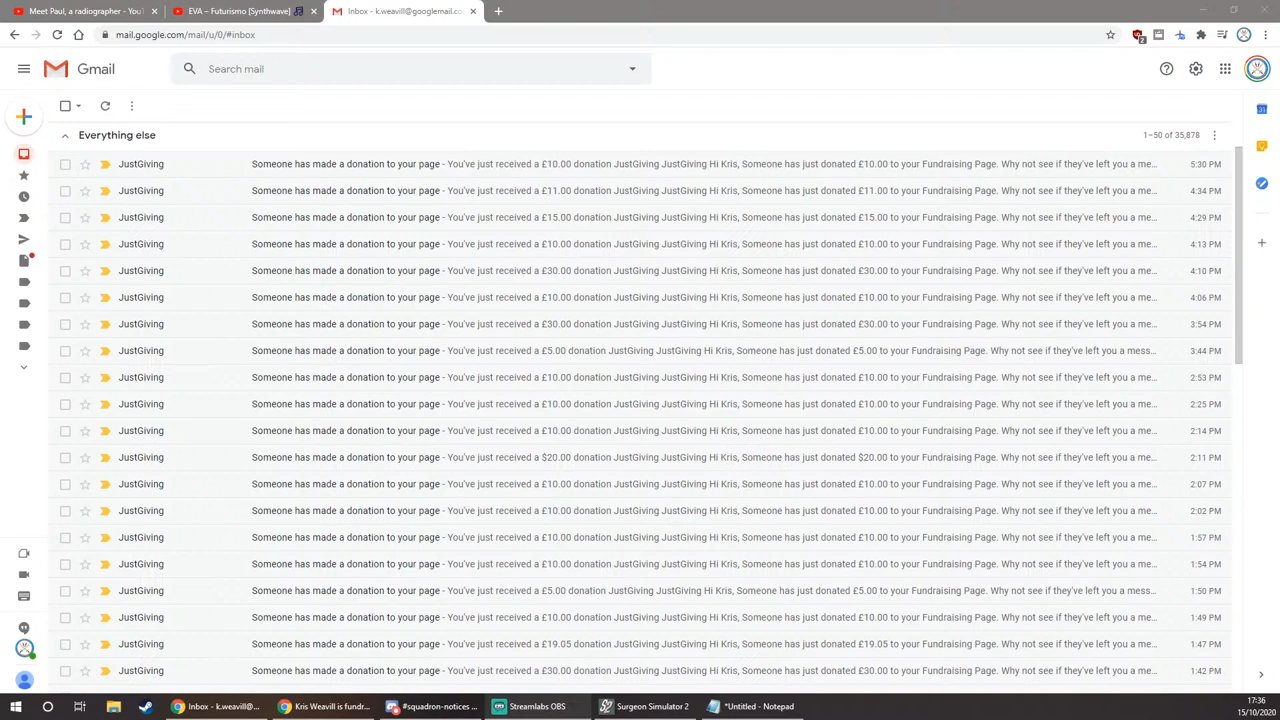 Meet Paul, a radiographer - You
EVA – Futurismo [Synthwave]
Inbox - k.weavill@googlemail.c
mail.google.com/mail/u/0/#inbox
Gmail
Search mail
Everything else
1–50 of 35,878
JustGiving Someone has made a donation to your page - You've just received a £10.00 donation JustGiving JustGiving Hi Kris, Someone has just donated £10.00 to your Fundraising Page. Why not see if they've left you a me... 5:30 PM
JustGiving Someone has made a donation to your page - You've just received a £11.00 donation JustGiving JustGiving Hi Kris, Someone has just donated £11.00 to your Fundraising Page. Why not see if they've left you a me... 4:34 PM
JustGiving Someone has made a donation to your page - You've just received a £15.00 donation JustGiving JustGiving Hi Kris, Someone has just donated £15.00 to your Fundraising Page. Why not see if they've left you a me... 4:29 PM
JustGiving Someone has made a donation to your page - You've just received a £10.00 donation JustGiving JustGiving Hi Kris, Someone has just donated £10.00 to your Fundraising Page. Why not see if they've left you a me... 4:13 PM
JustGiving Someone has made a donation to your page - You've just received a £30.00 donation JustGiving JustGiving Hi Kris, Someone has just donated £30.00 to your Fundraising Page. Why not see if they've left you a me... 4:10 PM
JustGiving Someone has made a donation to your page - You've just received a £10.00 donation JustGiving JustGiving Hi Kris, Someone has just donated £10.00 to your Fundraising Page. Why not see if they've left you a me... 4:06 PM
JustGiving Someone has made a donation to your page - You've just received a £30.00 donation JustGiving JustGiving Hi Kris, Someone has just donated £30.00 to your Fundraising Page. Why not see if they've left you a me... 3:54 PM
JustGiving Someone has made a donation to your page - You've just received a £5.00 donation JustGiving JustGiving Hi Kris, Someone has just donated £5.00 to your Fundraising Page. Why not see if they've left you a mess... 3:44 PM
JustGiving Someone has made a donation to your page - You've just received a £10.00 donation JustGiving JustGiving Hi Kris, Someone has just donated £10.00 to your Fundraising Page. Why not see if they've left you a me... 2:53 PM
JustGiving Someone has made a donation to your page - You've just received a £10.00 donation JustGiving JustGiving Hi Kris, Someone has just donated £10.00 to your Fundraising Page. Why not see if they've left you a me... 2:25 PM
JustGiving Someone has made a donation to your page - You've just received a £10.00 donation JustGiving JustGiving Hi Kris, Someone has just donated £10.00 to your Fundraising Page. Why not see if they've left you a me... 2:14 PM
JustGiving Someone has made a donation to your page - You've just received a $20.00 donation JustGiving JustGiving Hi Kris, Someone has just donated $20.00 to your Fundraising Page. Why not see if they've left you a me... 2:11 PM
JustGiving Someone has made a donation to your page - You've just received a £10.00 donation JustGiving JustGiving Hi Kris, Someone has just donated £10.00 to your Fundraising Page. Why not see if they've left you a me... 2:07 PM
JustGiving Someone has made a donation to your page - You've just received a £10.00 donation JustGiving JustGiving Hi Kris, Someone has just donated £10.00 to your Fundraising Page. Why not see if they've left you a me... 2:02 PM
JustGiving Someone has made a donation to your page - You've just received a £10.00 donation JustGiving JustGiving Hi Kris, Someone has just donated £10.00 to your Fundraising Page. Why not see if they've left you a me... 1:57 PM
JustGiving Someone has made a donation to your page - You've just received a £10.00 donation JustGiving JustGiving Hi Kris, Someone has just donated £10.00 to your Fundraising Page. Why not see if they've left you a me... 1:54 PM
JustGiving Someone has made a donation to your page - You've just received a £5.00 donation JustGiving JustGiving Hi Kris, Someone has just donated £5.00 to your Fundraising Page. Why not see if they've left you a mess... 1:50 PM
JustGiving Someone has made a donation to your page - You've just received a £10.00 donation JustGiving JustGiving Hi Kris, Someone has just donated £10.00 to your Fundraising Page. Why not see if they've left you a me... 1:49 PM
JustGiving Someone has made a donation to your page - You've just received a £19.05 donation JustGiving JustGiving Hi Kris, Someone has just donated £19.05 to your Fundraising Page. Why not see if they've left you a me... 1:47 PM
JustGiving Someone has made a donation to your page - You've just received a £30.00 donation JustGiving JustGiving Hi Kris, Someone has just donated £30.00 to your Fundraising Page. Why not see if they've left you a me... 1:42 PM
Inbox - k.weavill@... Kris Weavill is fundr... #squadron-notices ... Streamlabs OBS Surgeon Simulator 2 *Untitled - Notepad
17:36
15/10/2020